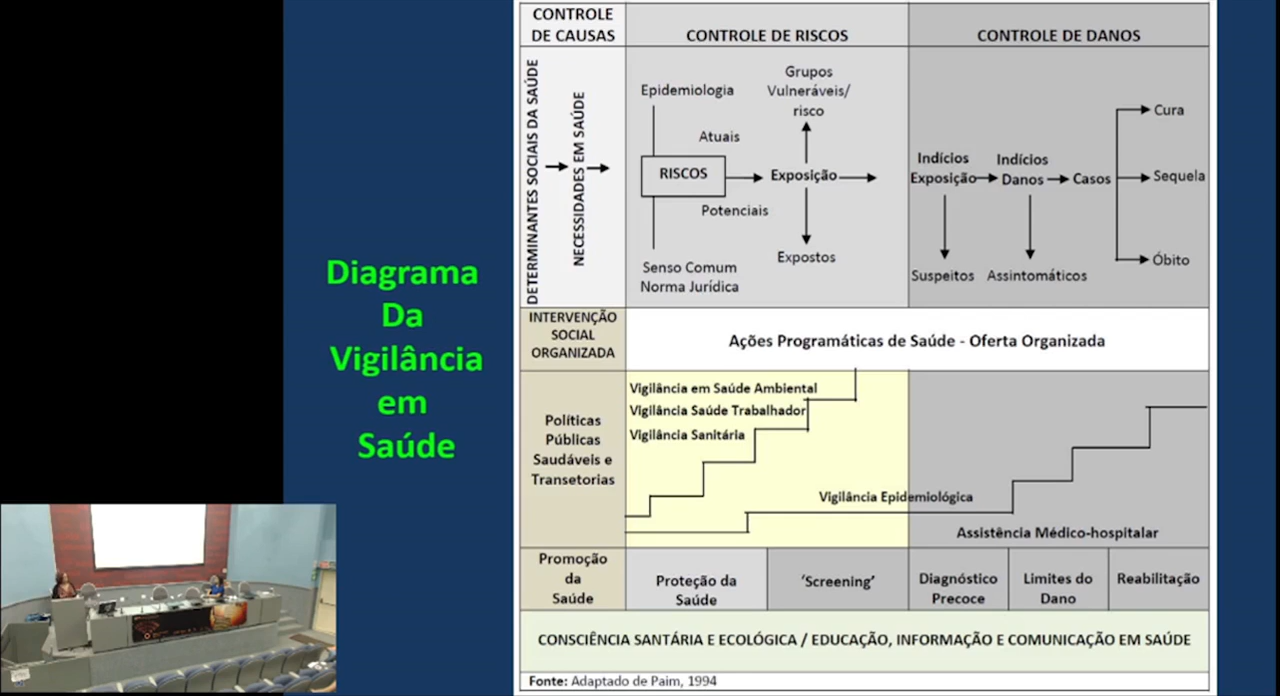 Diagrama
Da
Vigilância
em
Saúde
CONTROLE
DE CAUSAS
CONTROLE DE RISCOS
CONTROLE DE DANOS
DETERMINANTES SOCIAIS DA SAÚDE
NECESSIDADES EM SAÚDE
Epidemiologia
Atuais
RISCOS
Potenciais
Senso Comum
Norma Jurídica
Grupos
Vulneráveis/
risco
Exposição
Expostos
Indícios
Exposição
Suspeitos
Indícios
Danos
Assintomáticos
Casos
Cura
Sequela
Óbito
INTERVENÇÃO
SOCIAL
ORGANIZADA
Ações Programáticas de Saúde - Oferta Organizada
Políticas
Públicas
Saudáveis e
Transetorias
Vigilância em Saúde Ambiental
Vigilância Saúde Trabalhador
Vigilância Sanitária
Vigilância Epidemiológica
Assistência Médico-hospitalar
Promoção
da
Saúde
Proteção da
Saúde
‘Screening’
Diagnóstico
Precoce
Limites do
Dano
Reabilitação
CONSCIÊNCIA SANTÁRIA E ECOLÓGICA / EDUCAÇÃO, INFORMAÇÃO E COMUNICAÇÃO EM SAÚDE
Fonte: Adaptado de Paim, 1994